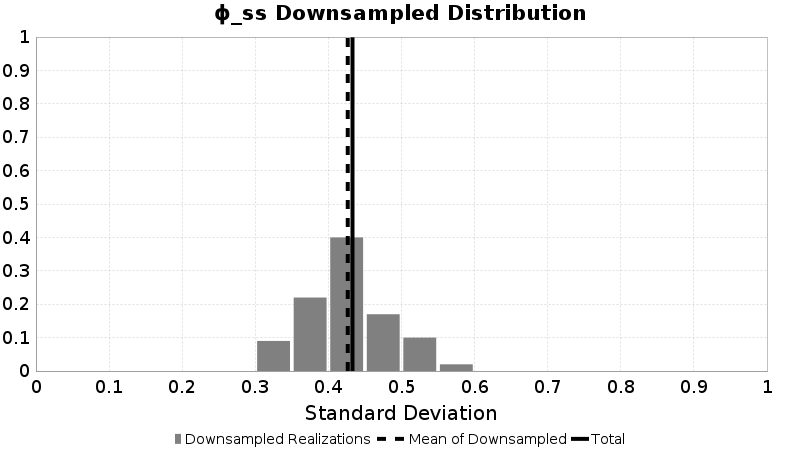 ϕ_ss Downsampled Distribution
1
0.9
0.8
0.7
0.6
0.5
0.4
0.3
0.2
0.1
0
0 0.1 0.2 0.3 0.4 0.5 0.6 0.7 0.8 0.9 1
Standard Deviation
Downsampled Realizations Mean of Downsampled Total